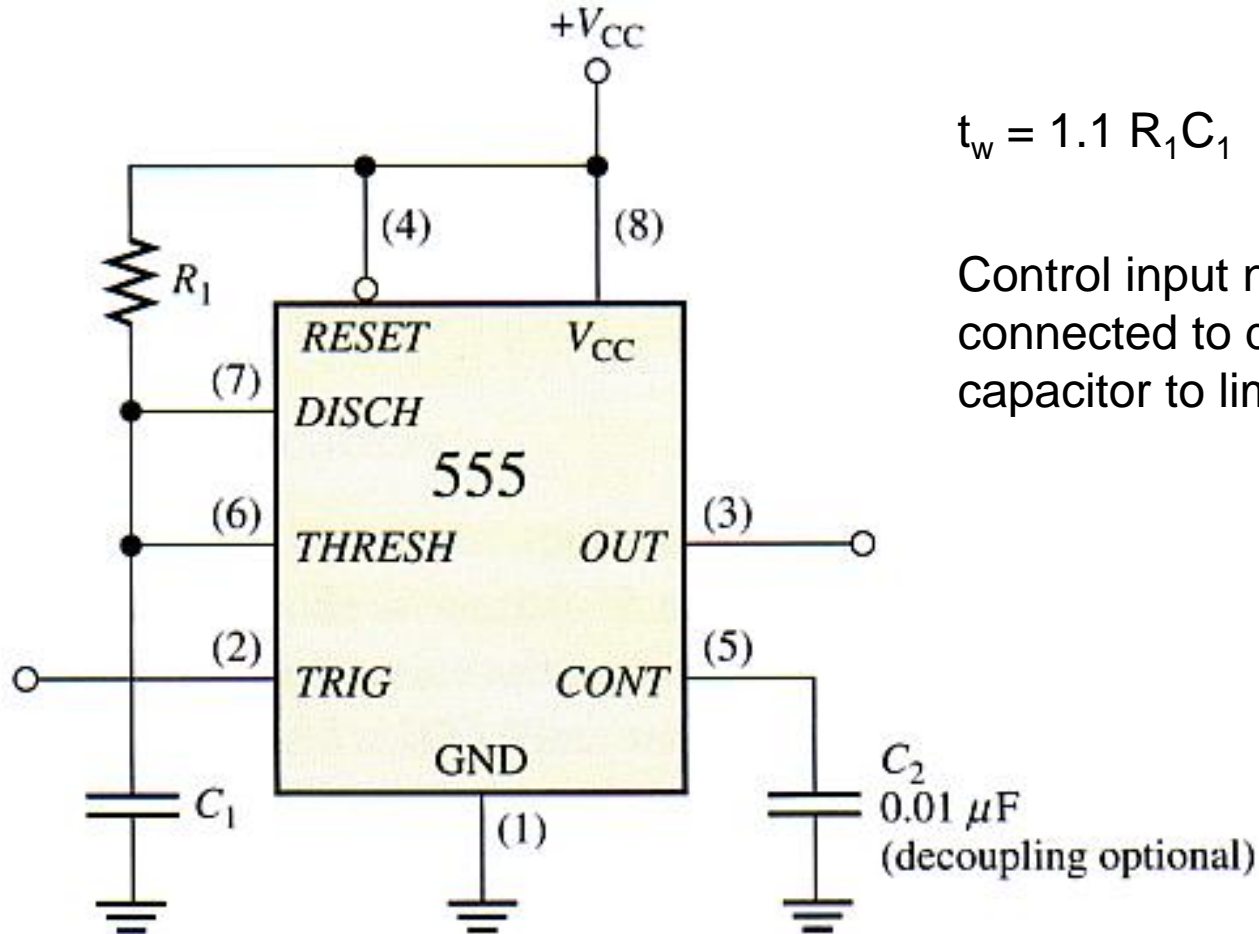 +VCC
tw = 1.1 R1C1
(4)
(8)
Control input
R1
connected to
capacitor to
RESET
VCC
(7)
DISCH
555
(6)
THRESH
OUT
(3)
(2)
TRIG
CONT
(5)
GND
C1
(1)
C2
0.01 μF
(decoupling optional)